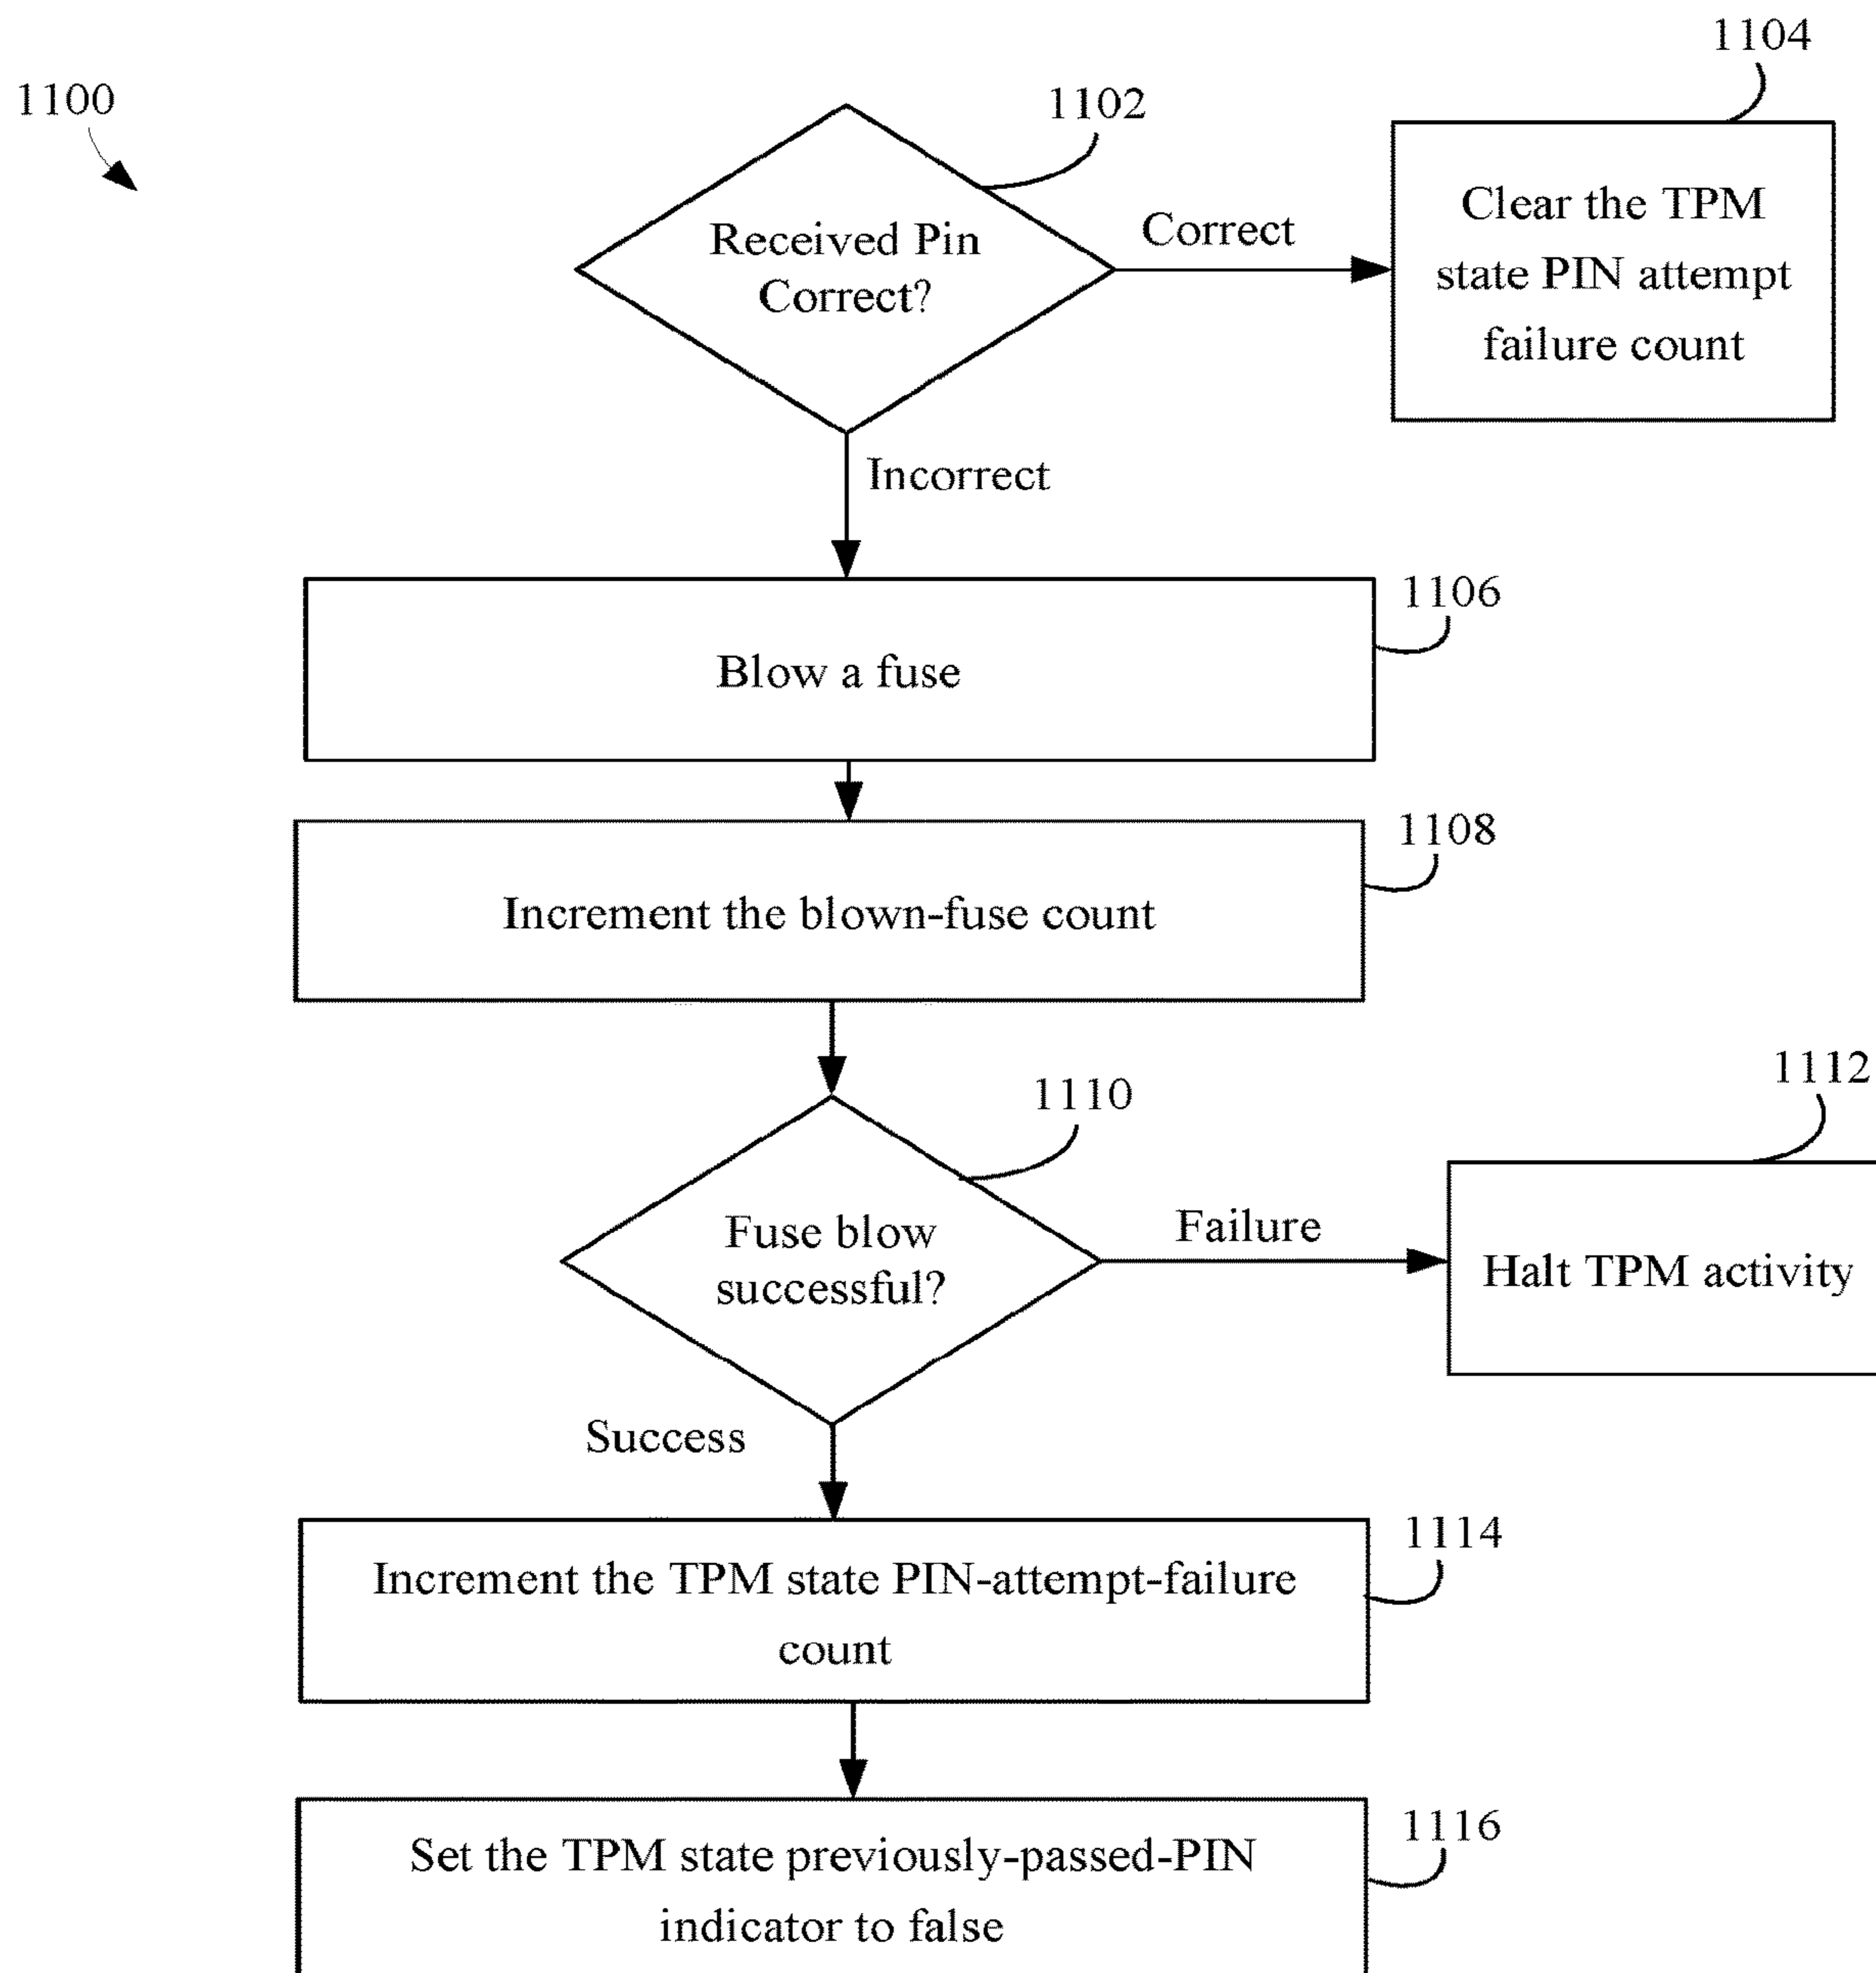 1104
1100
1102
Clear the TPM
state PIN attempt
failure count
Correct
Received Pin
Correct?
Incorrect
1106
Blow a fuse
1108
Increment the blown-fuse count
1110
1112
Fuse blow
successful?
Failure
Halt TPM activity
Success
1114
Increment the TPM state PIN-attempt-failure
count
1116
Set the TPM state previously-passed-PIN
indicator to false